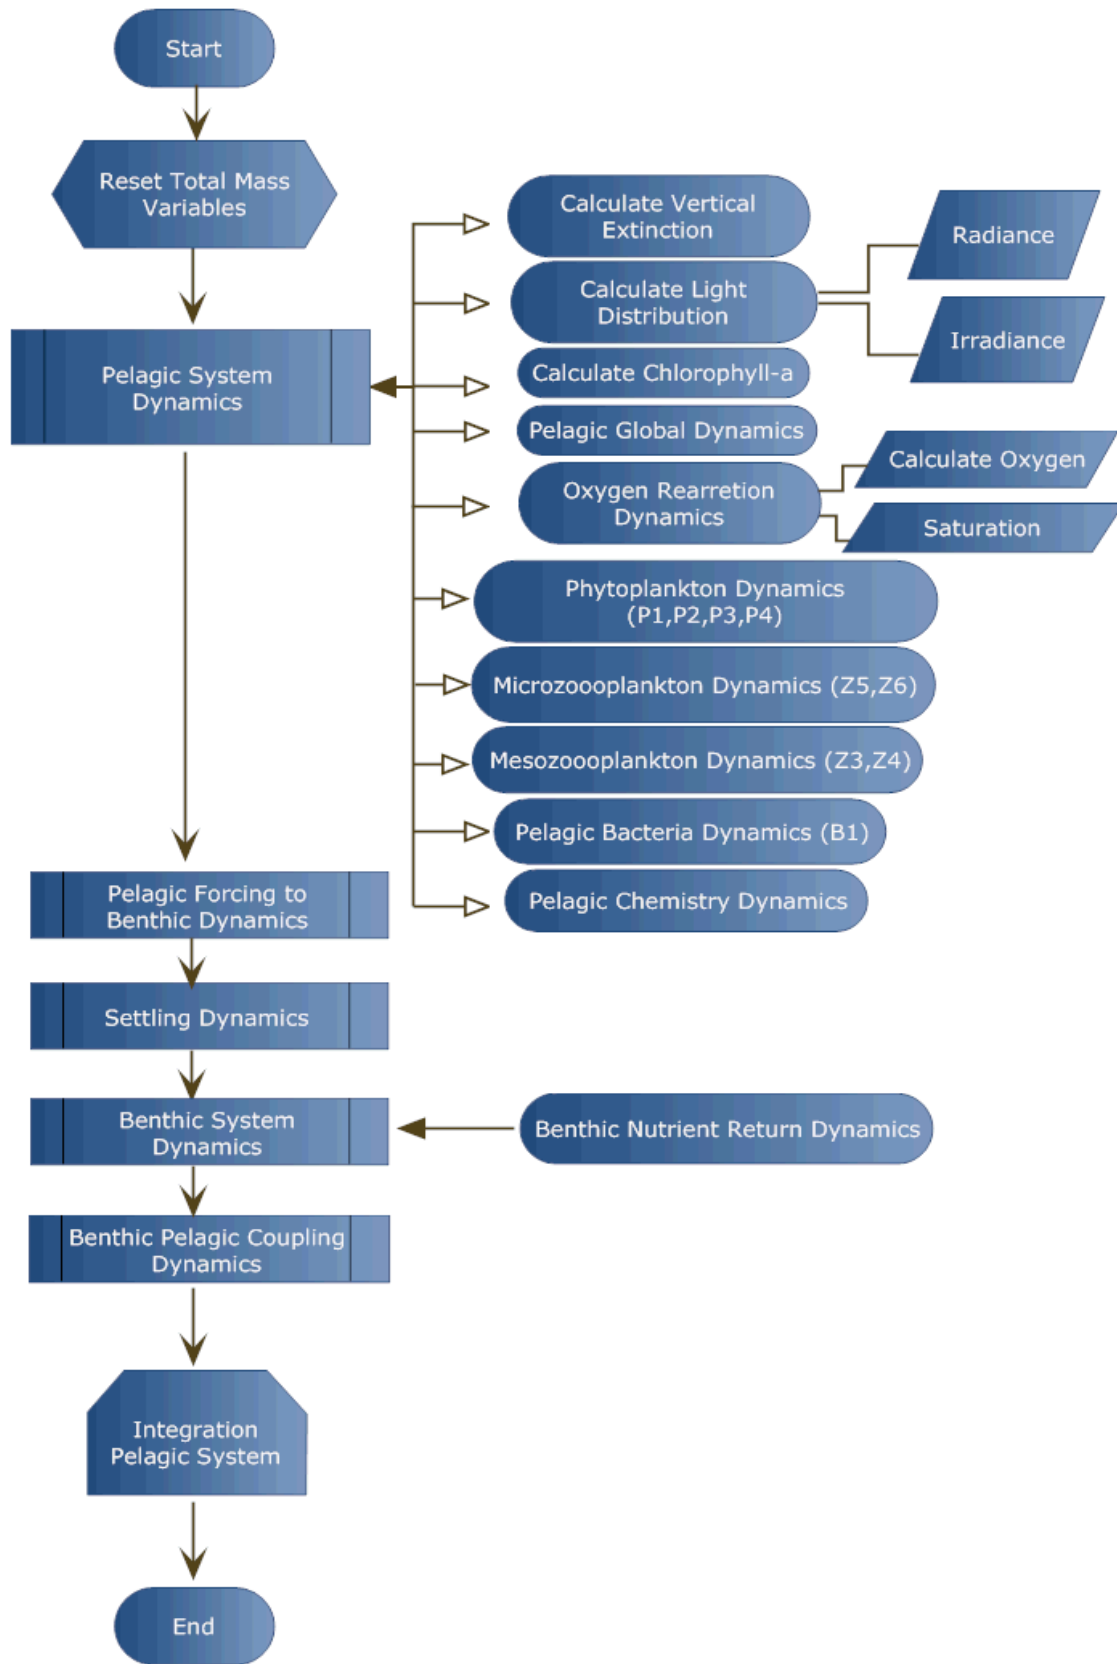 Start
Reset Total Mass
Variables
Pelagic System
Dynamics
Calculate Vertical
Extinction
Calculate Light
Distribution
Radiance
Irradiance
Calculate Chlorophyll-a
Pelagic Global Dynamics
Oxygen Rearretion
Dynamics
Calculate Oxygen
Saturation
Phytoplankton Dynamics
(P1,P2,P3,P4)
Microzoooplankton Dynamics (Z5,Z6)
Mesozoooplankton Dynamics (Z3,Z4)
Pelagic Bacteria Dynamics (B1)
Pelagic Chemistry Dynamics
Pelagic Forcing to
Benthic Dynamics
Settling Dynamics
Benthic System
Dynamics
Benthic Nutrient Return Dynamics
Benthic Pelagic Coupling
Dynamics
Integration
Pelagic System
End